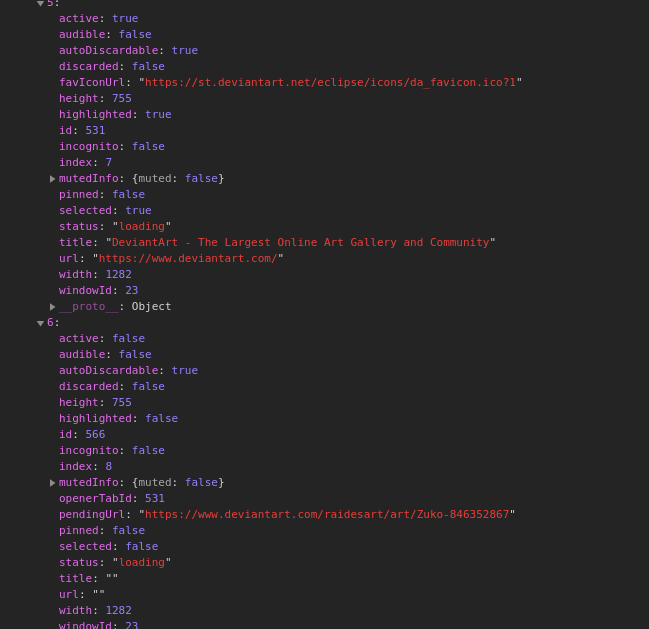 5:
active: true
audible: false
autoDiscardable: true
discarded: false
favIconUrl: "https://st.deviantart.net/eclipse/icons/da_favicon.ico?1"
height: 755
highlighted: true
id: 531
incognito: false
index: 7
mutedInfo: {muted: false}
pinned: false
selected: true
status: "loading"
title: "DeviantArt - The Largest Online Art Gallery and Community"
url: "https://www.deviantart.com/"
width: 1282
windowId: 23
__proto__: Object
6:
active: false
audible: false
autoDiscardable: true
discarded: false
height: 755
highlighted: false
id: 566
incognito: false
index: 8
mutedInfo: {muted: false}
openerTabId: 531
pendingUrl: "https://www.deviantart.com/raidesart/art/Zuko-846352867"
pinned: false
selected: false
status: "loading"
title: ""
url: ""
width: 1282
windowId: 23